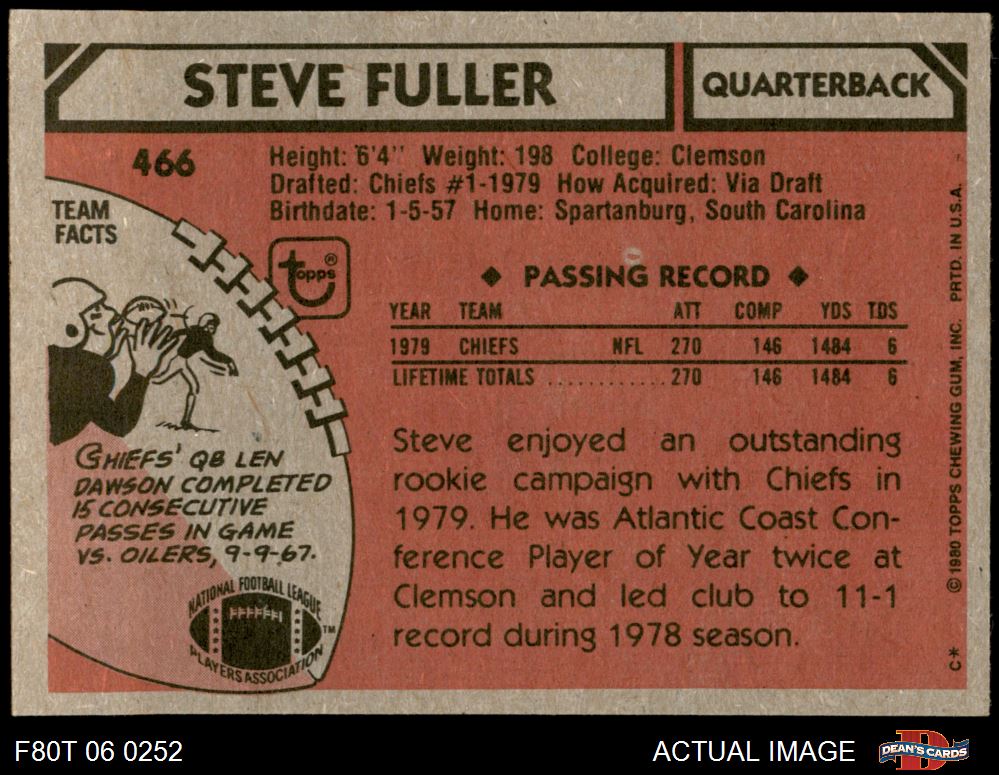 STEVE FULLER
QUARTERBACK
466
Height: 6'4" Weight: 198 College: Clemson
Drafted: Chiefs #1-1979 How Acquired: Via Draft
Birthdate: 1-5-57 Home: Spartanburg, South Carolina
TEAM
FACTS
topps®
◆ PASSING RECORD ◆
YEAR TEAM ATT COMP YDS TDS
1979 CHIEFS NFL 270 146 1484 6
LIFETIME TOTALS ............ 270 146 1484 6
Steve enjoyed an outstanding
rookie campaign with Chiefs in
1979. He was Atlantic Coast Con-
ference Player of Year twice at
Clemson and led club to 11-1
record during 1978 season.
CHIEFS' QB LEN
DAWSON COMPLETED
15 CONSECUTIVE
PASSES IN GAME
VS. OILERS, 9-9-67.
NATIONAL FOOTBALL LEAGUE
PLAYERS ASSOCIATION
TM
© 1980 TOPPS CHEWING GUM, INC. PRTD. IN U.S.A.
C*
F80T 06 0252
ACTUAL IMAGE
D
DEAN'S CARDS